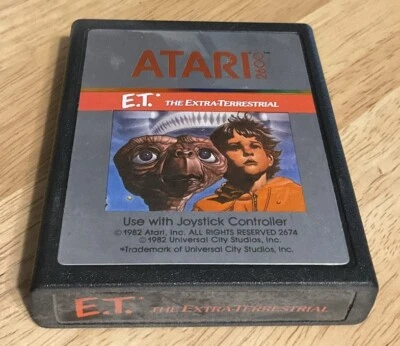 ATARI 2600™
E.T.* THE EXTRA-TERRESTRIAL
Use with Joystick Controller
©1982 Atari, Inc. ALL RIGHTS RESERVED 2674
©1982 Universal City Studios, Inc.
*Trademark of Universal City Studios, Inc.
E.T.* THE EXTRA-TERRESTRIAL